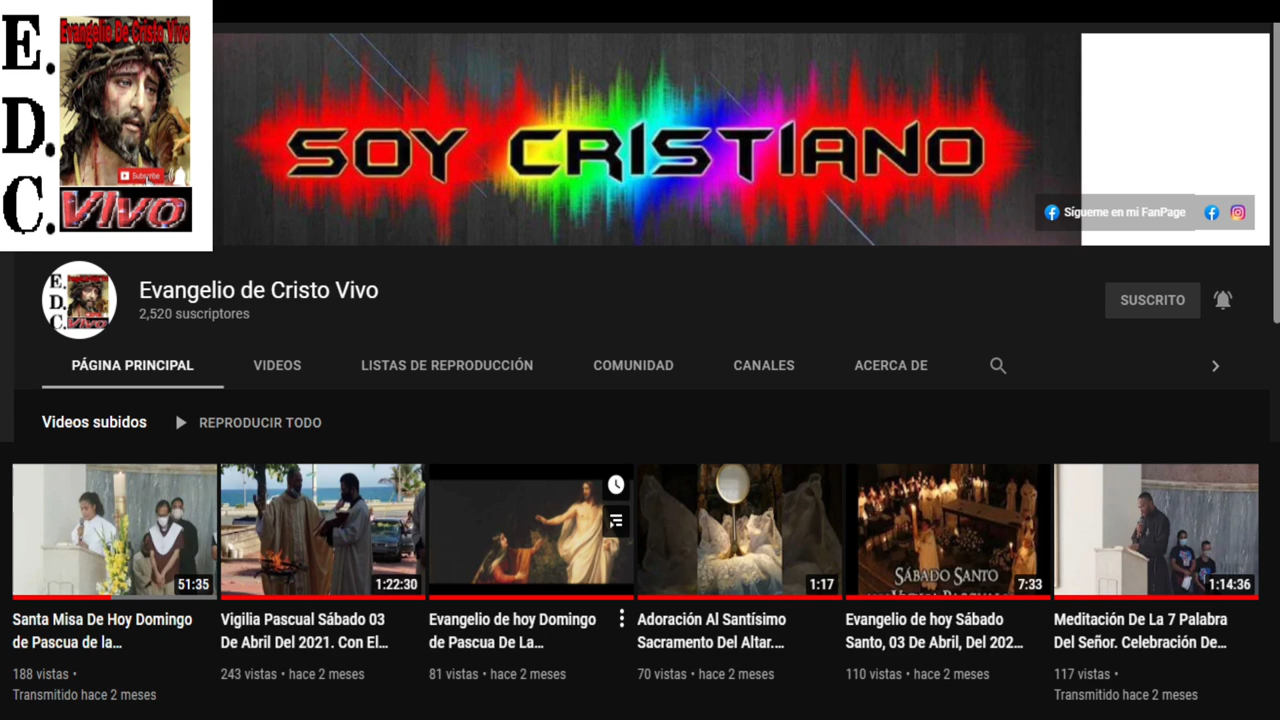 E.
D.
C.
Evangelio De Cristo Vivo
Subscribe
Vivo
SOY CRISTIANO
Sígueme en mi FanPage
Evangelio de Cristo Vivo
2,520 suscriptores
SUSCRITO
PÁGINA PRINCIPAL
VIDEOS
LISTAS DE REPRODUCCIÓN
COMUNIDAD
CANALES
ACERCA DE
Videos subidos
REPRODUCIR TODO
51:35
Santa Misa De Hoy Domingo
de Pascua de la...
188 vistas •
Transmitido hace 2 meses
1:22:30
Vigilia Pascual Sábado 03
De Abril Del 2021. Con El...
243 vistas • hace 2 meses
Evangelio de hoy Domingo
de Pascua De La...
81 vistas • hace 2 meses
1:17
Adoración Al Santísimo
Sacramento Del Altar....
70 vistas • hace 2 meses
SÁBADO SANTO
7:33
Evangelio de hoy Sábado
Santo, 03 De Abril, Del 202...
110 vistas • hace 2 meses
1:14:36
Meditación De La 7 Palabra
Del Señor. Celebración De...
117 vistas •
Transmitido hace 2 meses